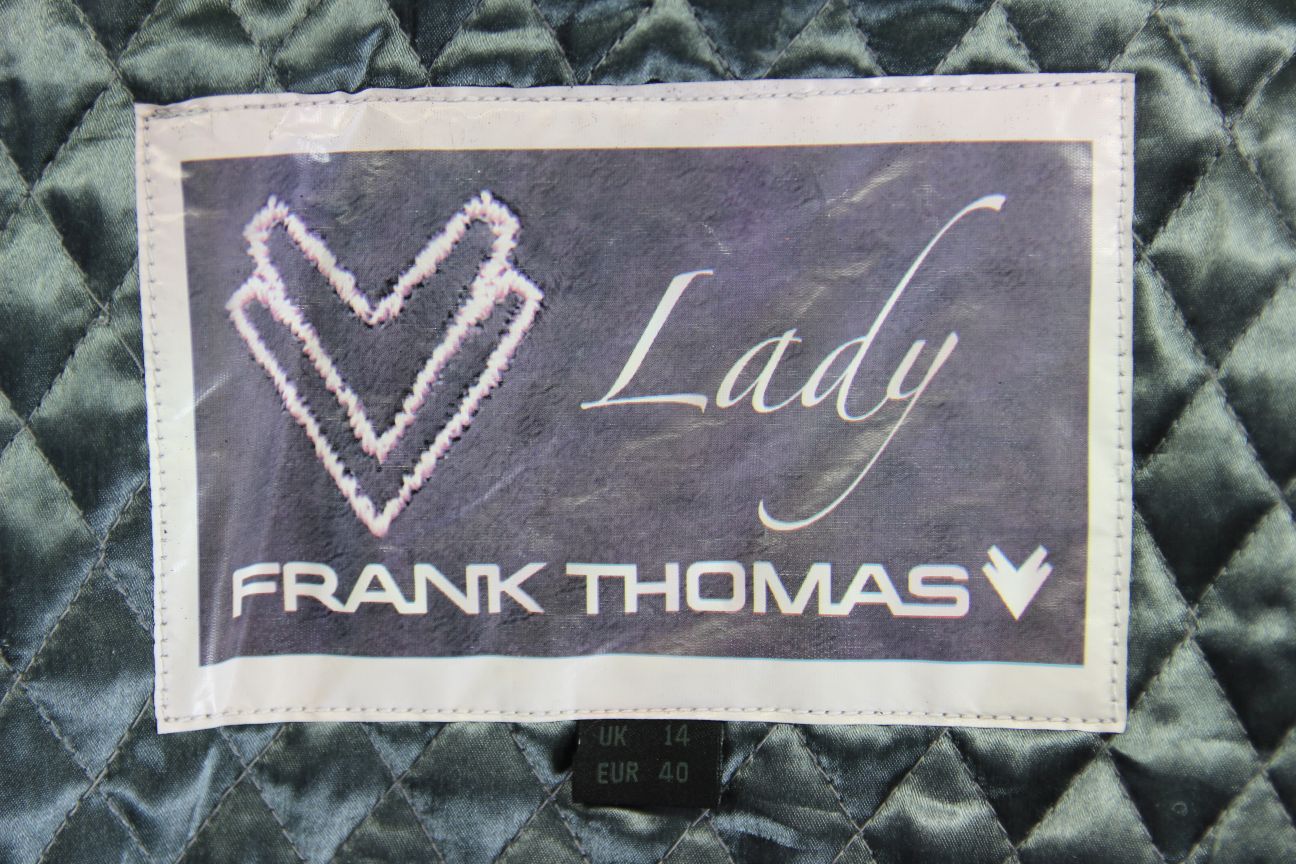 Lady
FRANK THOMAS
UK 14
EUR 40